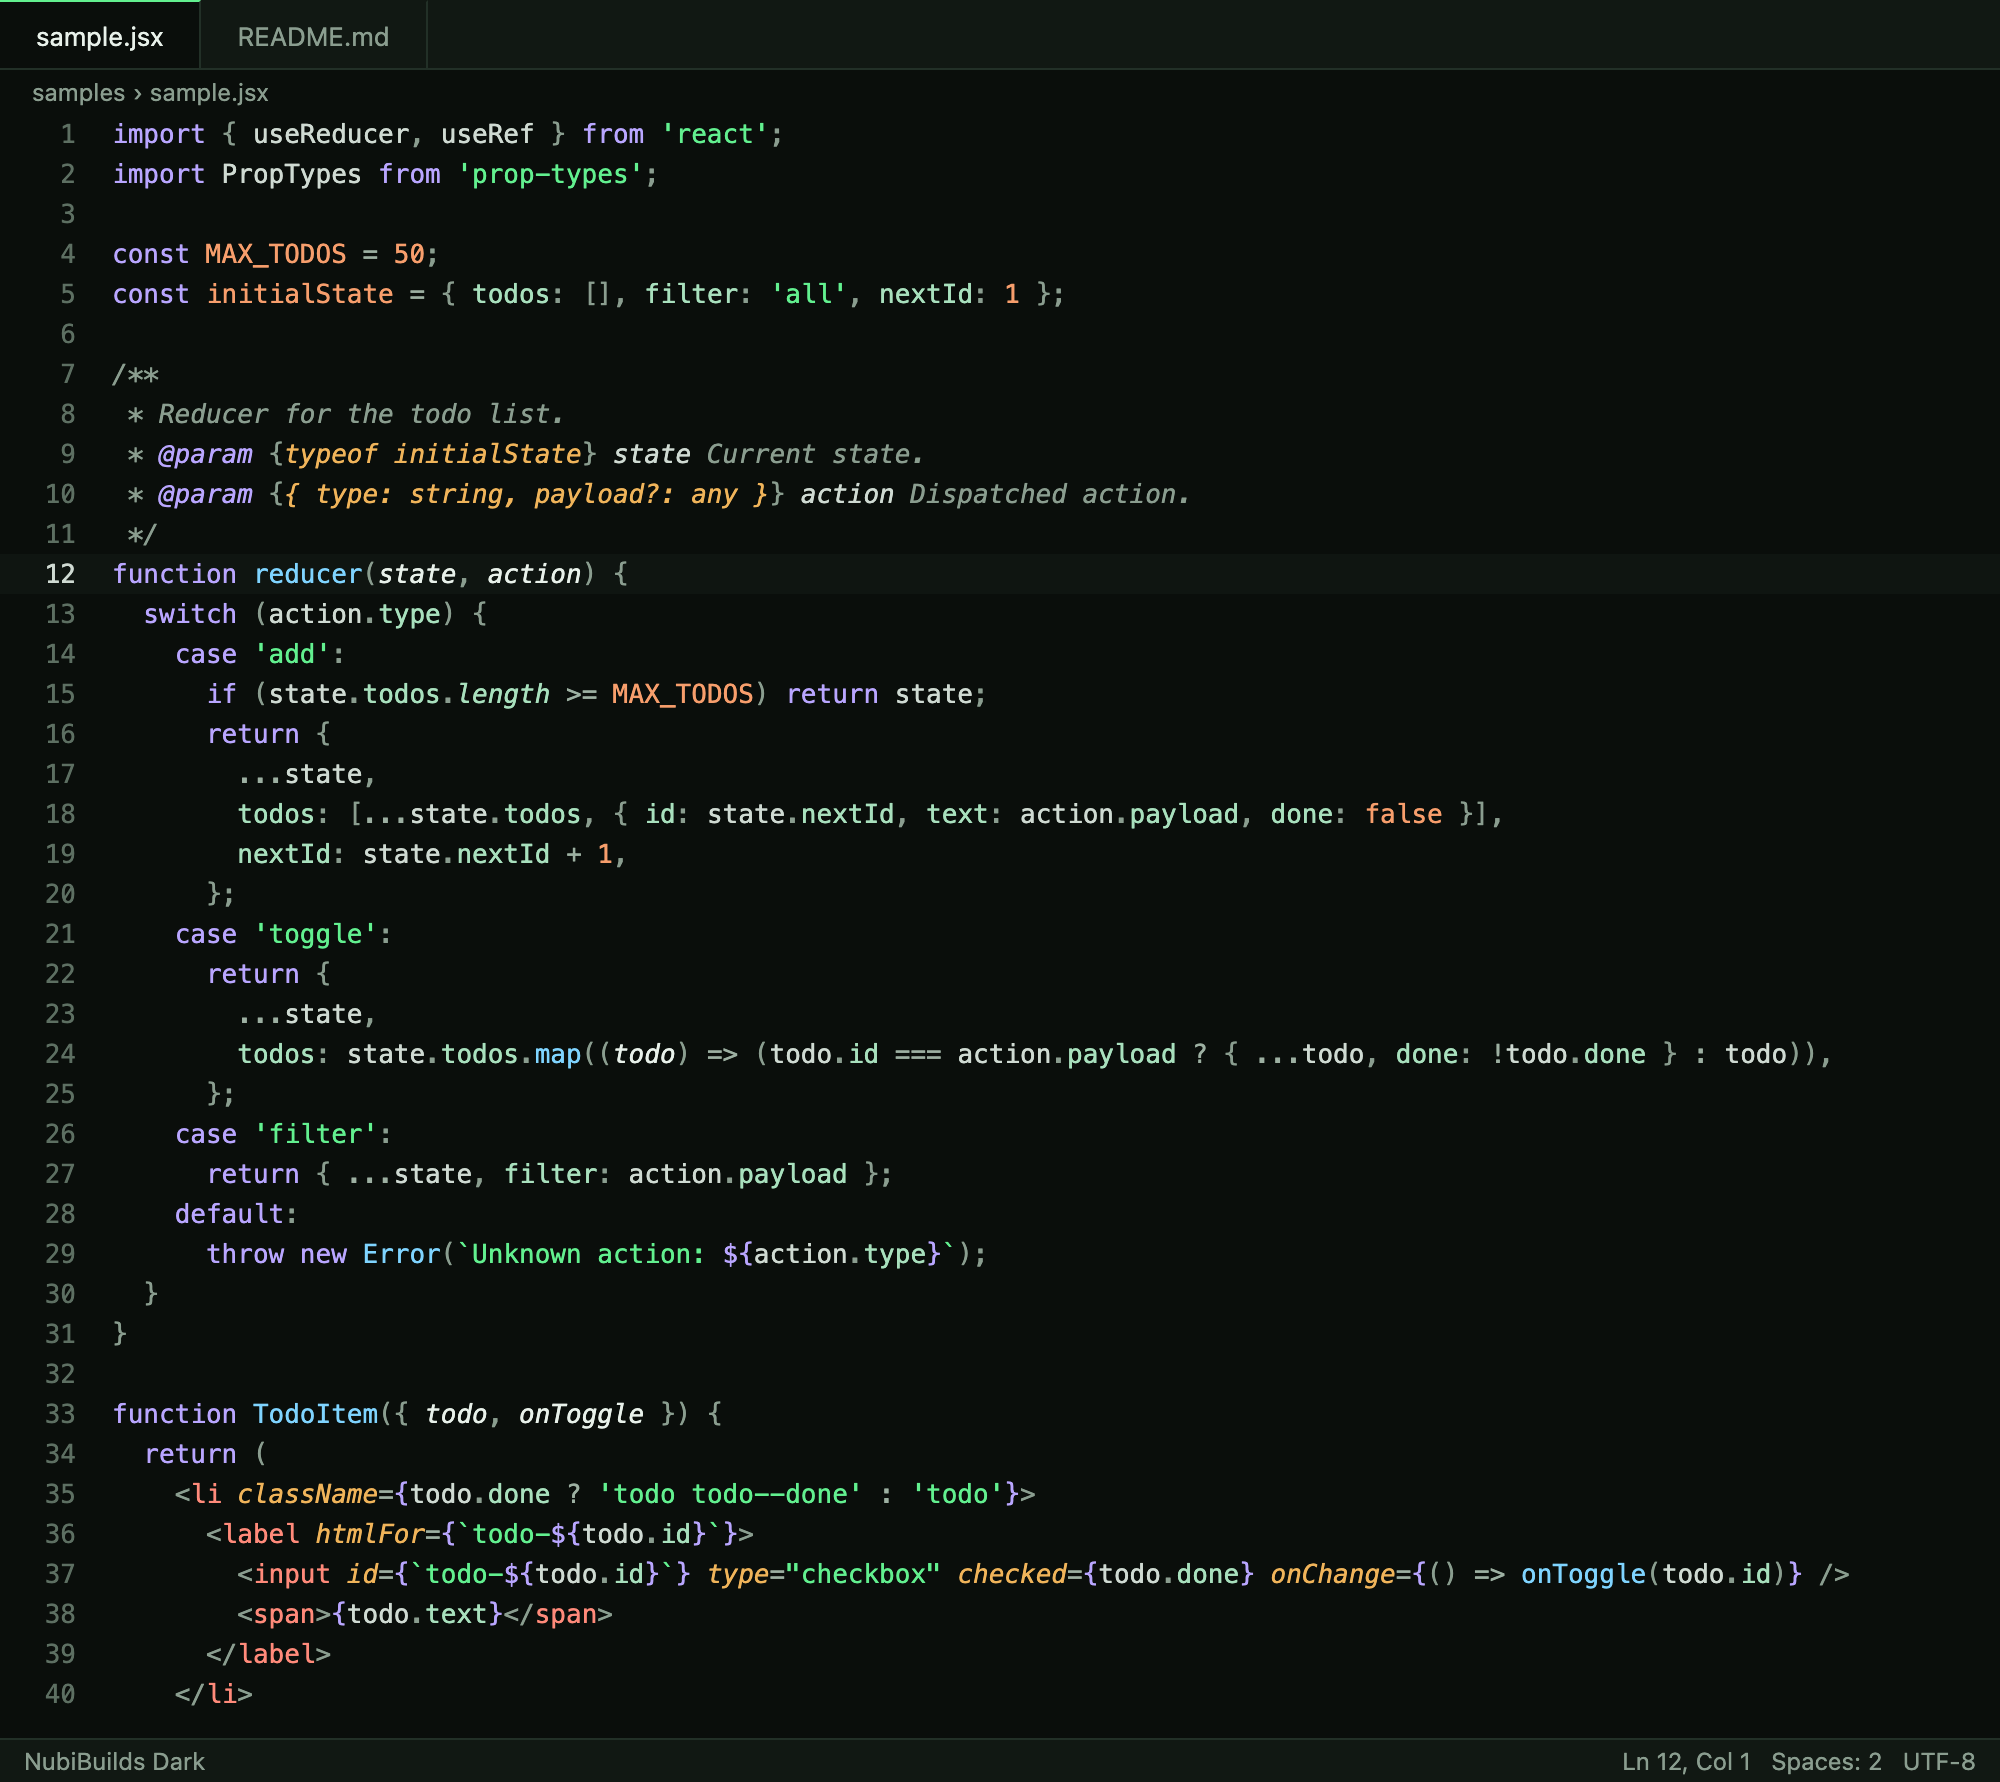 sample.jsx
README.md
samples › sample.jsx
1 import { useReducer, useRef } from 'react';
2 import PropTypes from 'prop-types';
3
4 const MAX_TODOS = 50;
5 const initialState = { todos: [], filter: 'all', nextId: 1 };
6
7 /**
8  * Reducer for the todo list.
9  * @param {typeof initialState} state Current state.
10  * @param {{ type: string, payload?: any }} action Dispatched action.
11  */
12 function reducer(state, action) {
13   switch (action.type) {
14     case 'add':
15       if (state.todos.length >= MAX_TODOS) return state;
16       return {
17         ...state,
18         todos: [...state.todos, { id: state.nextId, text: action.payload, done: false }],
19         nextId: state.nextId + 1,
20       };
21     case 'toggle':
22       return {
23         ...state,
24         todos: state.todos.map((todo) => (todo.id === action.payload ? { ...todo, done: !todo.done } : todo)),
25       };
26     case 'filter':
27       return { ...state, filter: action.payload };
28     default:
29       throw new Error(`Unknown action: ${action.type}`);
30   }
31 }
32
33 function TodoItem({ todo, onToggle }) {
34   return (
35     <li className={todo.done ? 'todo todo--done' : 'todo'}>
36       <label htmlFor={`todo-${todo.id}`}>
37         <input id={`todo-${todo.id}`} type="checkbox" checked={todo.done} onChange={() => onToggle(todo.id)} />
38         <span>{todo.text}</span>
39       </label>
40     </li>
NubiBuilds Dark
Ln 12, Col 1 Spaces: 2 UTF-8